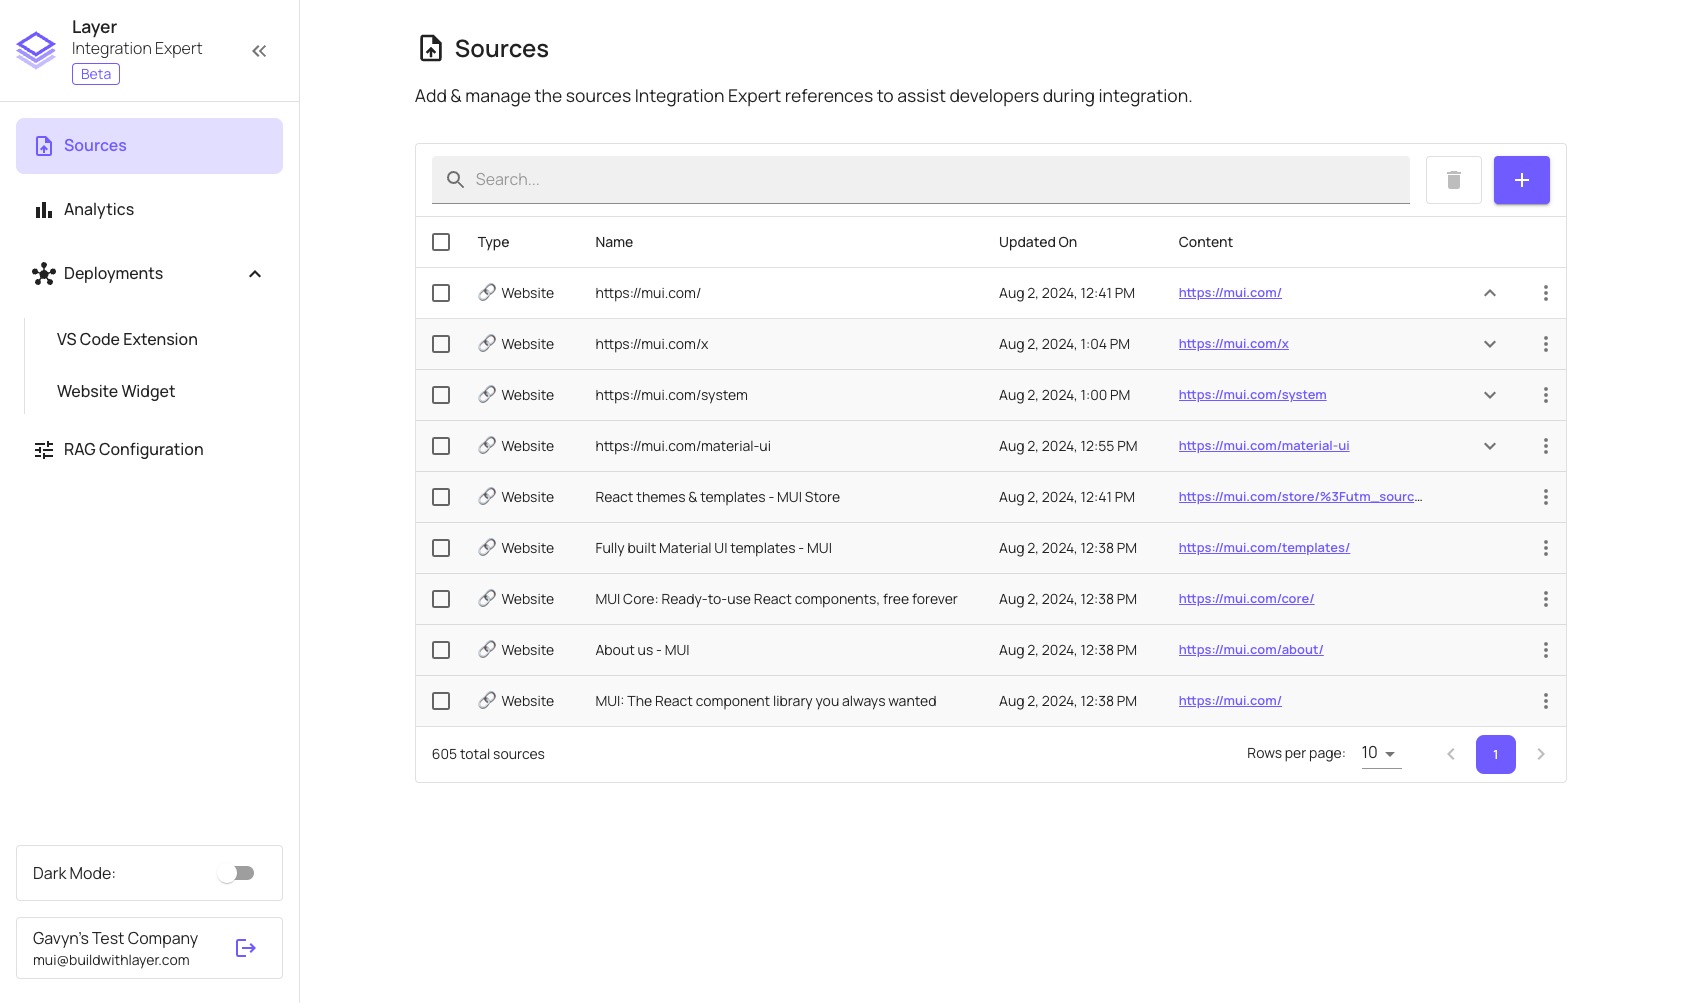 Layer
Integration Expert
Beta
Sources
Analytics
Deployments
VS Code Extension
Website Widget
RAG Configuration
Dark Mode:
Gavyn's Test Company
mui@buildwithlayer.com
Sources
Add & manage the sources Integration Expert references to assist developers during integration.
Search...
Type Name Updated On Content
Website https://mui.com/ Aug 2, 2024, 12:41 PM https://mui.com/
Website https://mui.com/x Aug 2, 2024, 1:04 PM https://mui.com/x
Website https://mui.com/system Aug 2, 2024, 1:00 PM https://mui.com/system
Website https://mui.com/material-ui Aug 2, 2024, 12:55 PM https://mui.com/material-ui
Website React themes & templates - MUI Store Aug 2, 2024, 12:41 PM https://mui.com/store/%3Futm_sourc...
Website Fully built Material UI templates - MUI Aug 2, 2024, 12:38 PM https://mui.com/templates/
Website MUI Core: Ready-to-use React components, free forever Aug 2, 2024, 12:38 PM https://mui.com/core/
Website About us - MUI Aug 2, 2024, 12:38 PM https://mui.com/about/
Website MUI: The React component library you always wanted Aug 2, 2024, 12:38 PM https://mui.com/
605 total sources Rows per page: 10 1